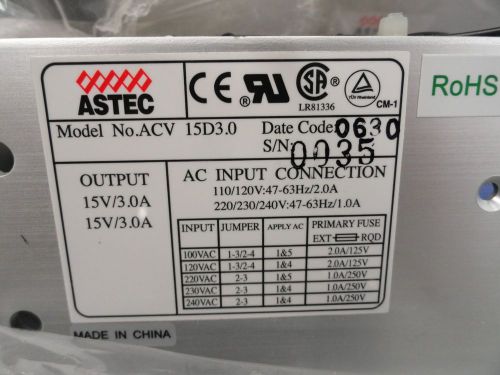 ASTEC
CE
LR81336
CM-1
RoHS
Model No.ACV 15D3.0
Date Code: 0630
S/N: 0035
OUTPUT
15V/3.0A
15V/3.0A
AC INPUT CONNECTION
110/120V:47-63Hz/2.0A
220/230/240V:47-63Hz/1.0A
INPUT JUMPER APPLY AC PRIMARY FUSE
EXT RQD
100VAC 1-3/2-4 1&5 2.0A/125V
120VAC 1-3/2-4 1&4 2.0A/125V
220VAC 2-3 1&5 1.0A/250V
230VAC 2-3 1&4 1.0A/250V
240VAC 2-3 1&4 1.0A/250V
MADE IN CHINA